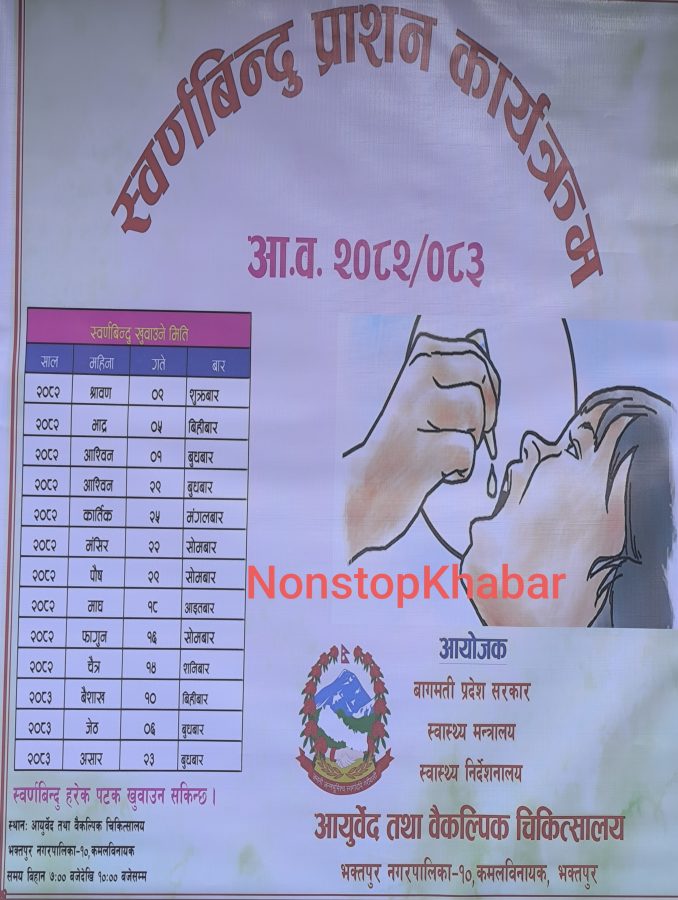 स्वर्णबिन्दु प्राशन कार्यक्रम
आ.व. २०८२/०८३
स्वर्णबिन्दु खुवाउने मिति
साल महिना गते बार
२०८२ श्रावण ०९ शुक्रबार
२०८२ भाद्र ०५ बिहीबार
२०८२ आश्विन ०१ बुधबार
२०८२ आश्विन २९ बुधबार
२०८२ कार्तिक २५ मंगलबार
२०८२ मंसिर २२ सोमबार
२०८२ पौष २९ सोमबार
२०८२ माघ १८ आइतबार
२०८२ फागुन १६ सोमबार
२०८२ चैत्र १४ शनिबार
२०८३ बैशाख १० बिहीबार
२०८३ जेठ ०६ बुधबार
२०८३ असार २३ बुधबार
स्वर्णबिन्दु हरेक पटक खुवाउन सकिन्छ ।
स्थान: आयुर्वेद तथा वैकल्पिक चिकित्सालय
भक्तपुर नगरपालिका-१०,कमलविनायक
समय बिहान ७:०० बजेदेखि १०:०० बजेसम्म
NonstopKhabar
आयोजक
बागमती प्रदेश सरकार
स्वास्थ्य मन्त्रालय
स्वास्थ्य निर्देशनालय
आयुर्वेद तथा वैकल्पिक चिकित्सालय
भक्तपुर नगरपालिका-१०,कमलविनायक, भक्तपुर